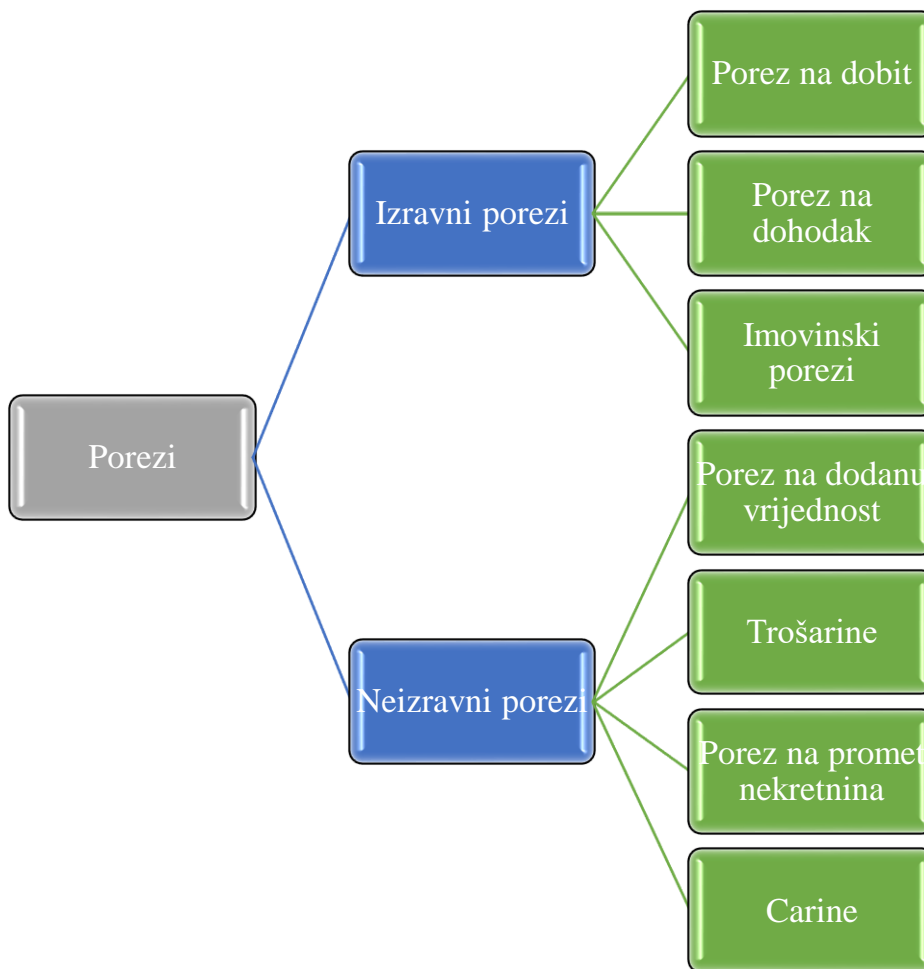 Porezi
Izravni porezi
Porez na dobit
Porez na
dohodak
Imovinski
porezi
Neizravni porezi
Porez na dodanu
vrijednost
Trošarine
Porez na promet
nekretnina
Carine